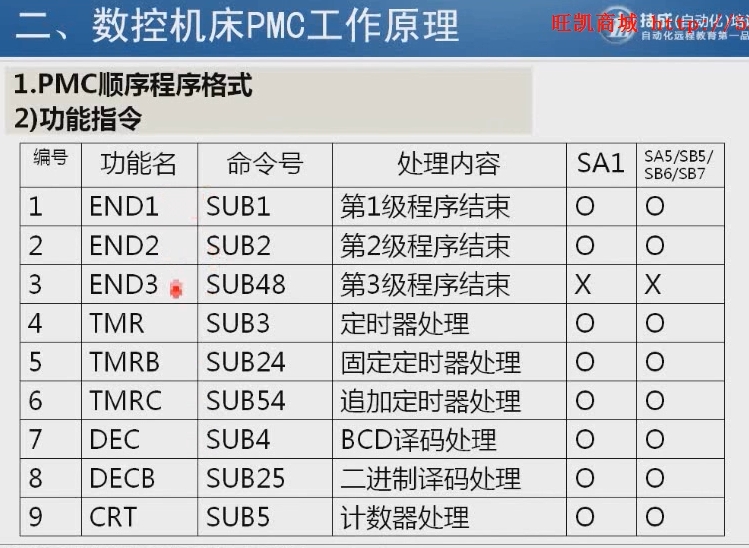 二、数控机床PMC工作原理
旺凯商城 http
技成(自动化)培
自动化远程教育第一品
1.PMC顺序程序格式
2)功能指令
编号 功能名 命令号 处理内容 SA1 SA5/SB5/
SB6/SB7
1 END1 SUB1 第1级程序结束 O O
2 END2 SUB2 第2级程序结束 O O
3 END3 SUB48 第3级程序结束 X X
4 TMR SUB3 定时器处理 O O
5 TMRB SUB24 固定定时器处理 O O
6 TMRC SUB54 追加定时器处理 O O
7 DEC SUB4 BCD译码处理 O O
8 DECB SUB25 二进制译码处理 O O
9 CRT SUB5 计数器处理 O O